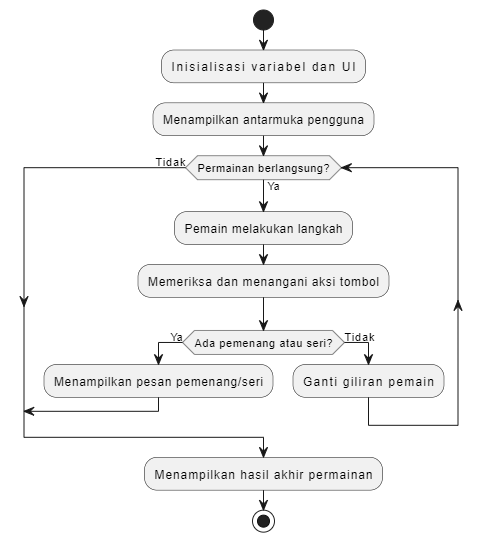 Inisialisasi variabel dan UI
Menampilkan antarmuka pengguna
Tidak
Permainan berlangsung?
Ya
Pemain melakukan langkah
Memeriksa dan menangani aksi tombol
Ya
Ada pemenang atau seri?
Tidak
Menampilkan pesan pemenang/seri
Ganti giliran pemain
Menampilkan hasil akhir permainan